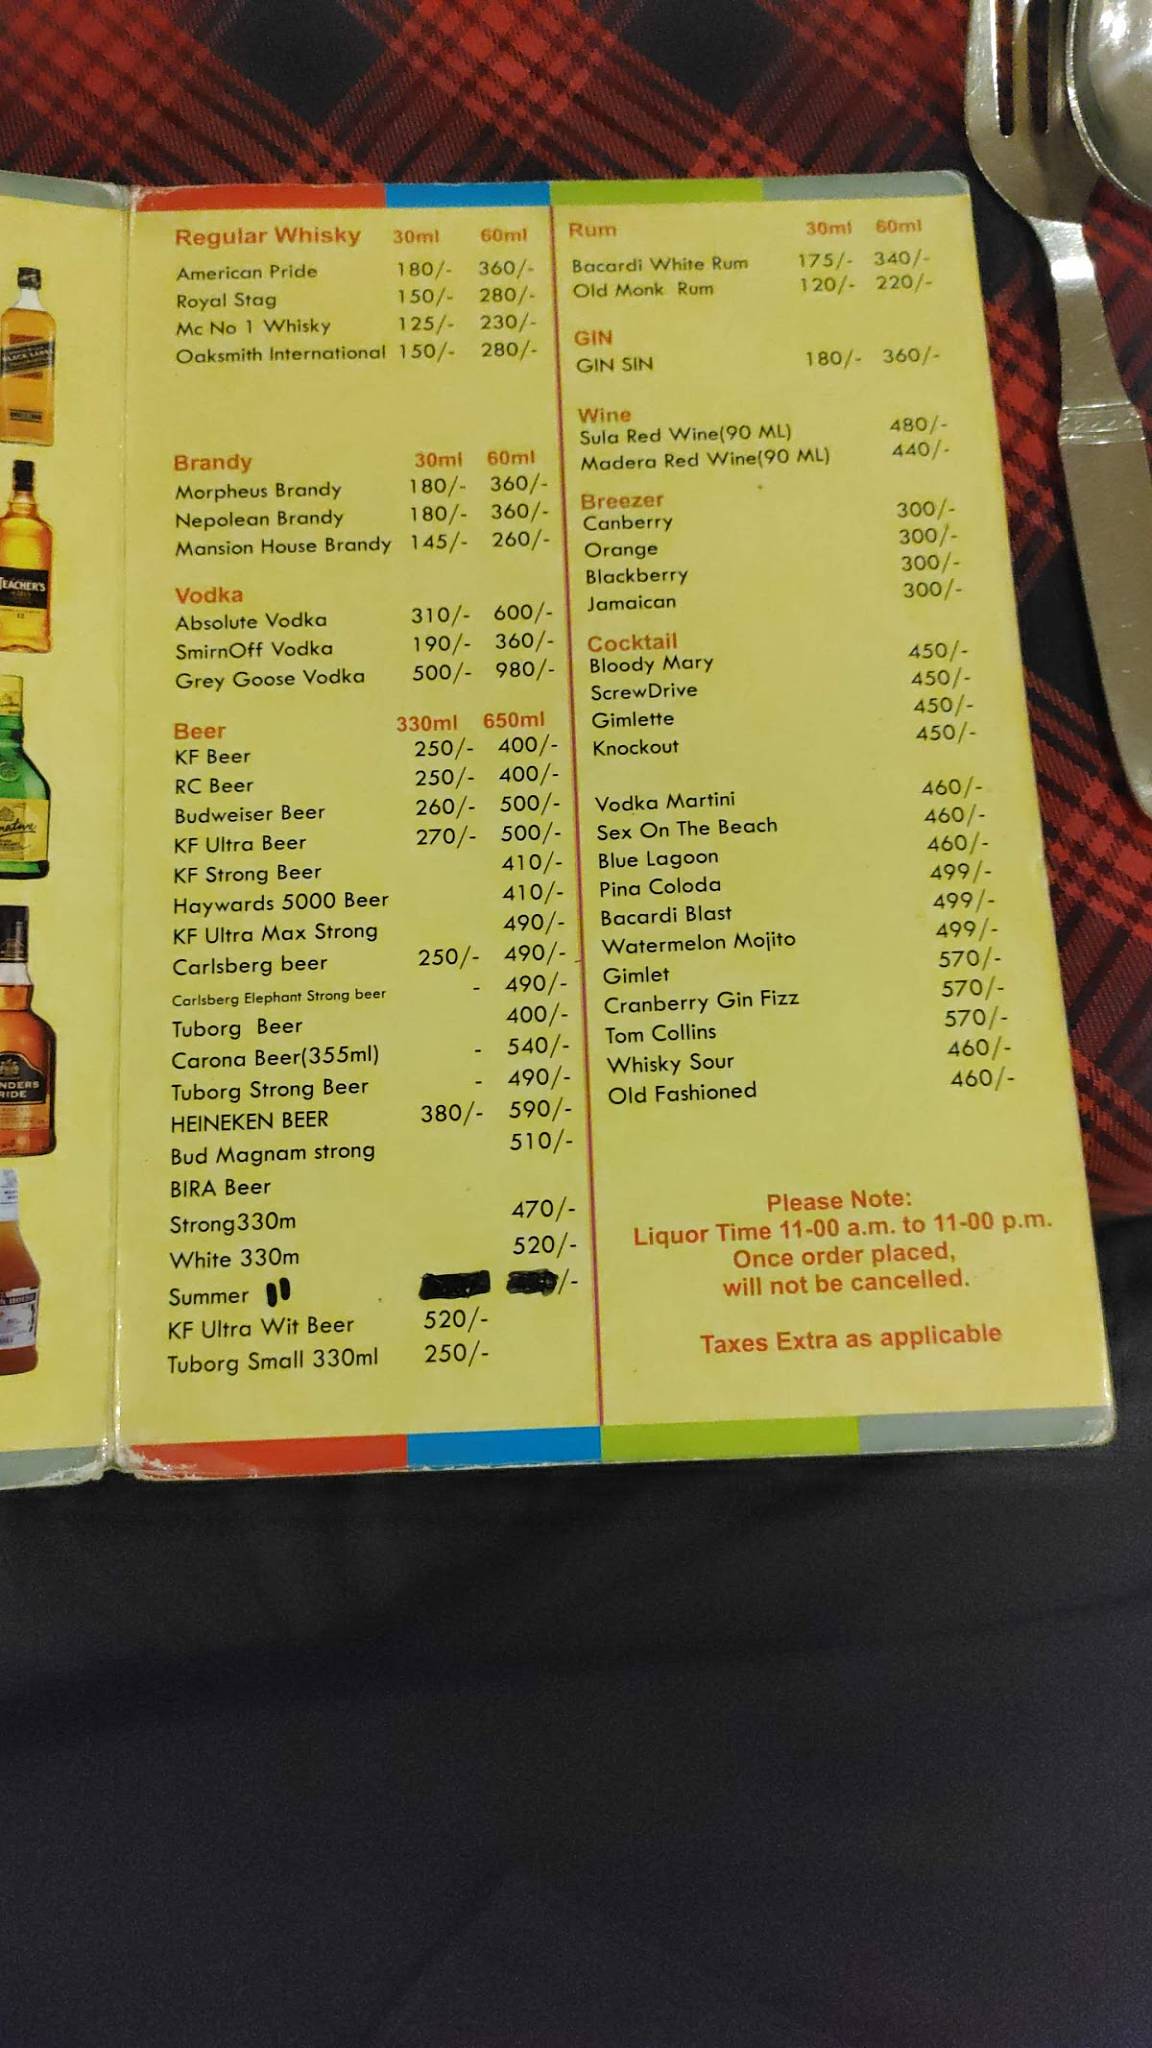 Regular Whisky 30ml 60ml
American Pride 180/- 360/-
Royal Stag 150/- 280/-
Mc No 1 Whisky 125/- 230/-
Oaksmith International 150/- 280/-
Brandy 30ml 60ml
Morpheus Brandy 180/- 360/-
Nepolean Brandy 180/- 360/-
Mansion House Brandy 145/- 260/-
Vodka
Absolute Vodka 310/- 600/-
SmirnOff Vodka 190/- 360/-
Grey Goose Vodka 500/- 980/-
Beer 330ml 650ml
KF Beer 250/- 400/-
RC Beer 250/- 400/-
Budweiser Beer 260/- 500/-
KF Ultra Beer 270/- 500/-
KF Strong Beer 410/-
Haywards 5000 Beer 410/-
KF Ultra Max Strong 490/-
Carlsberg beer 250/- 490/-
Carlsberg Elephant Strong beer - 490/-
Tuborg Beer 400/-
Carona Beer(355ml) - 540/-
Tuborg Strong Beer - 490/-
HEINEKEN BEER 380/- 590/-
Bud Magnam strong 510/-
BIRA Beer
Strong330m 470/-
White 330m 520/-
Summer /-
KF Ultra Wit Beer 520/-
Tuborg Small 330ml 250/-
Rum 30ml 60ml
Bacardi White Rum 175/- 340/-
Old Monk Rum 120/- 220/-
GIN
GIN SIN 180/- 360/-
Wine
Sula Red Wine(90 ML) 480/-
Madera Red Wine(90 ML) 440/-
Breezer
Canberry 300/-
Orange 300/-
Blackberry 300/-
Jamaican 300/-
Cocktail
Bloody Mary 450/-
ScrewDrive 450/-
Gimlette 450/-
Knockout 450/-
Vodka Martini 460/-
Sex On The Beach 460/-
Blue Lagoon 460/-
Pina Coloda 499/-
Bacardi Blast 499/-
Watermelon Mojito 499/-
Gimlet 570/-
Cranberry Gin Fizz 570/-
Tom Collins 570/-
Whisky Sour 460/-
Old Fashioned 460/-
Please Note:
Liquor Time 11-00 a.m. to 11-00 p.m.
Once order placed,
will not be cancelled.
Taxes Extra as applicable